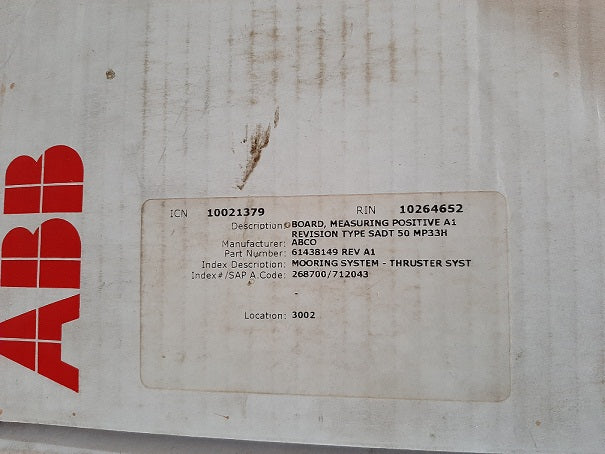 ABB
ICN 10021379 RIN 10264652
Description: BOARD, MEASURING POSITIVE A1
REVISION TYPE SADT 50 MP33H
Manufacturer: ABCO
Part Number: 61438149 REV A1
Index Description: MOORING SYSTEM - THRUSTER SYST
Index#/SAP A.Code: 268700/712043
-
Location: 3002